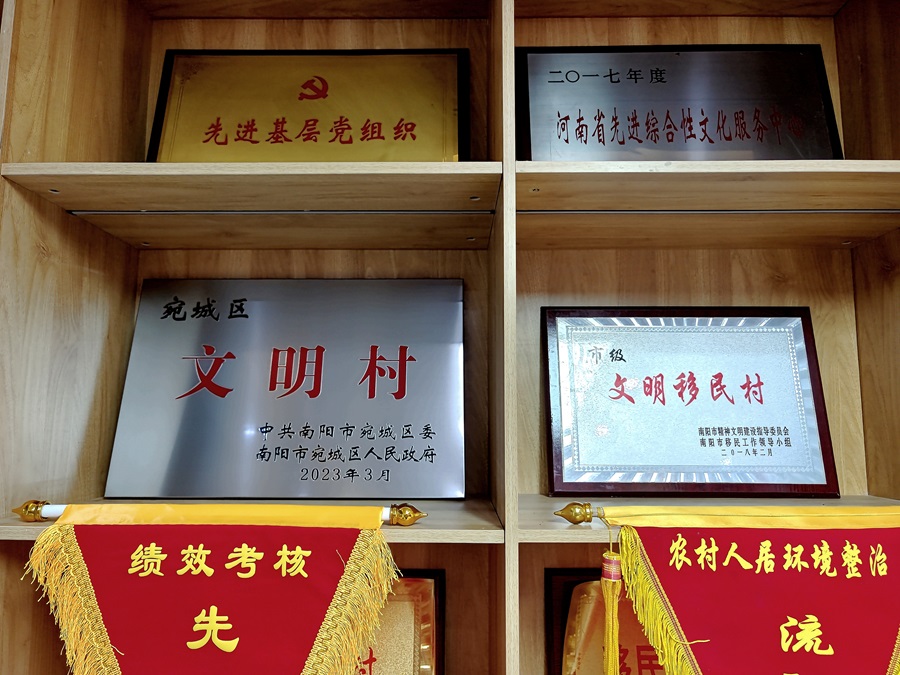 先进基层党组织
二〇一七年度
河南省先进综合性文化服务中心
宛城区
文明村
中共南阳市宛城区委
南阳市宛城区人民政府
2023年3月
市级
文明移民村
南阳市精神文明建设指导委员会
南阳市移民工作领导小组
二〇一八年二月
绩效考核
先
农村人居环境整治
流
村
移民